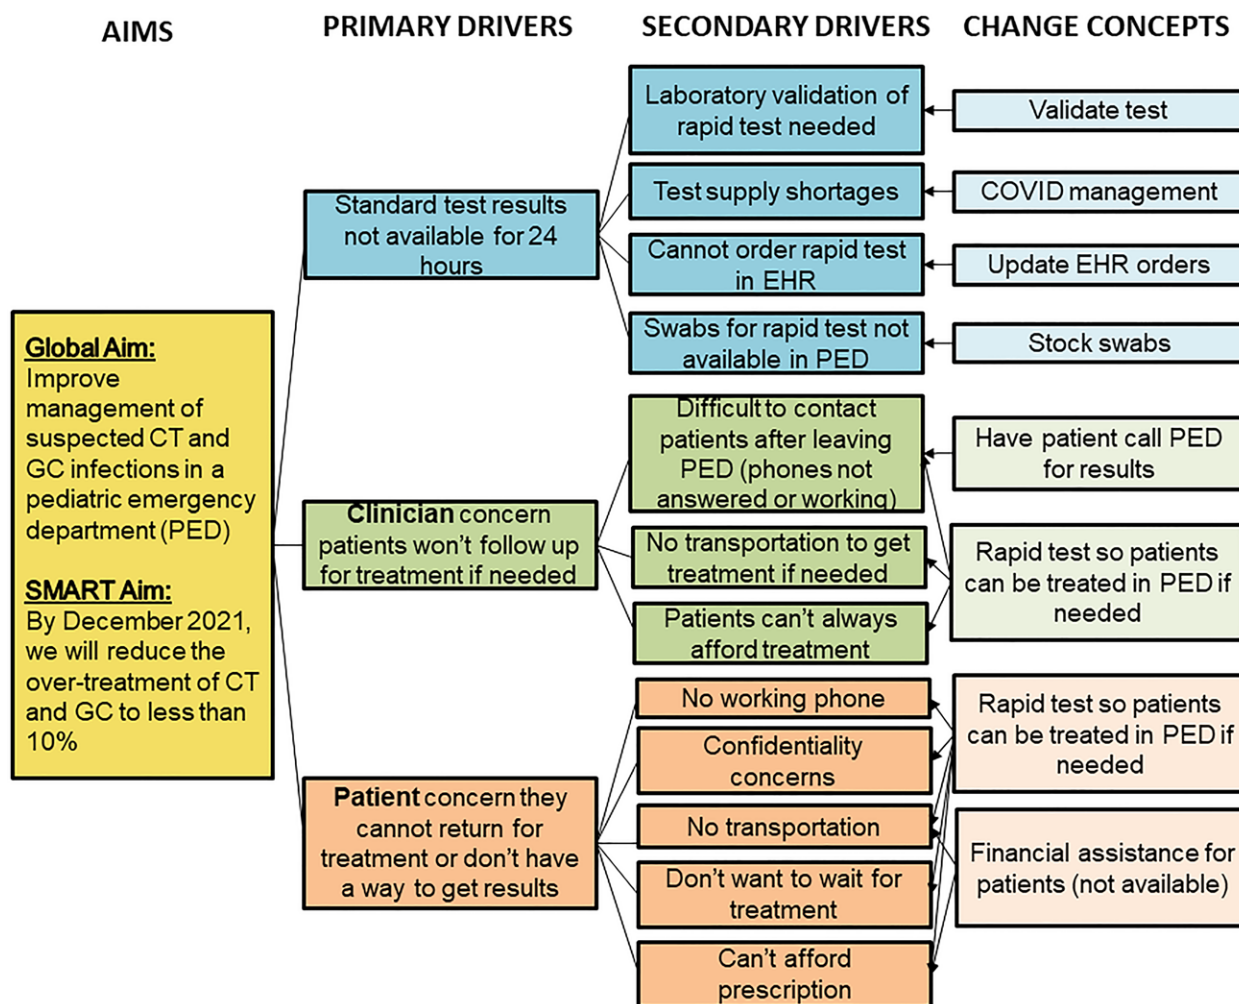 AIMS
PRIMARY DRIVERS
SECONDARY DRIVERS
CHANGE CONCEPTS
Global Aim:
Improve
management of
suspected CT and
GC infections in a
pediatric emergency
department (PED)
SMART Aim:
By December 2021,
we will reduce the
over-treatment of CT
and GC to less than
10%
Standard test results
not available for 24
hours
Clinician concern
patients won't follow up
for treatment if needed
Patient concern they
cannot return for
treatment or don't have
a way to get results
Laboratory validation of
rapid test needed
Test supply shortages
Cannot order rapid test
in EHR
Swabs for rapid test not
available in PED
Difficult to contact
patients after leaving
PED (phones not
answered or working)
No transportation to get
treatment if needed
Patients can't always
afford treatment
No working phone
Confidentiality
concerns
No transportation
Don't want to wait for
treatment
Can't afford
prescription
Validate test
COVID management
Update EHR orders
Stock swabs
Have patient call PED
for results
Rapid test so patients
can be treated in PED if
needed
Rapid test so patients
can be treated in PED if
needed
Financial assistance for
patients (not available)